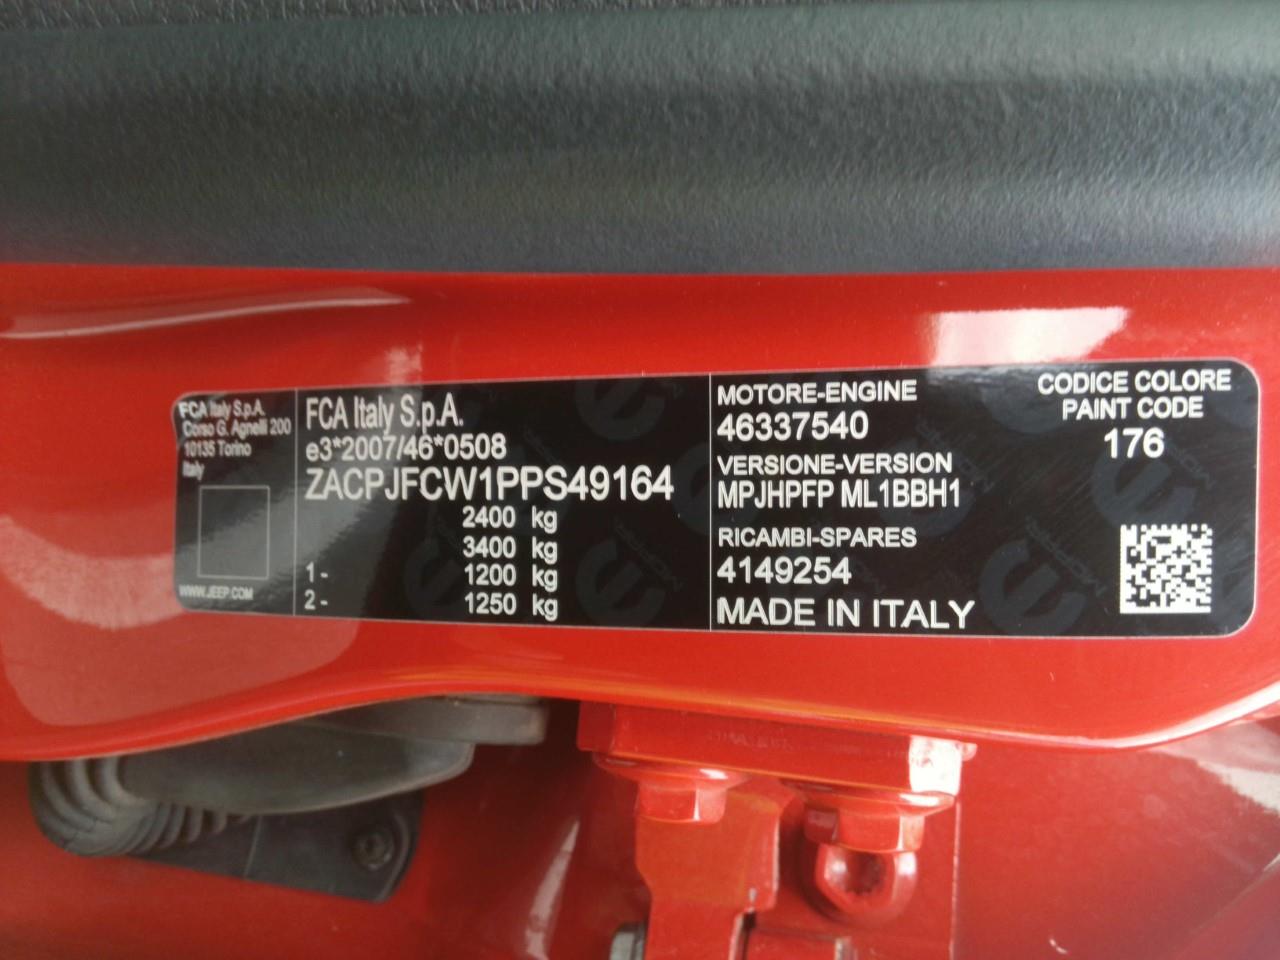 FCA Italy S.p.A.
Corso G. Agnelli 200
10135 Torino
Italy
WWW.JEEP.COM
FCA Italy S.p.A.
e3*2007/46*0508
ZACPJFCW1PPS49164
2400 kg
3400 kg
1- 1200 kg
2- 1250 kg
MOTORE-ENGINE
46337540
VERSIONE-VERSION
MPJHPFP ML1BBH1
RICAMBI-SPARES
4149254
MADE IN ITALY
CODICE COLORE
PAINT CODE
176